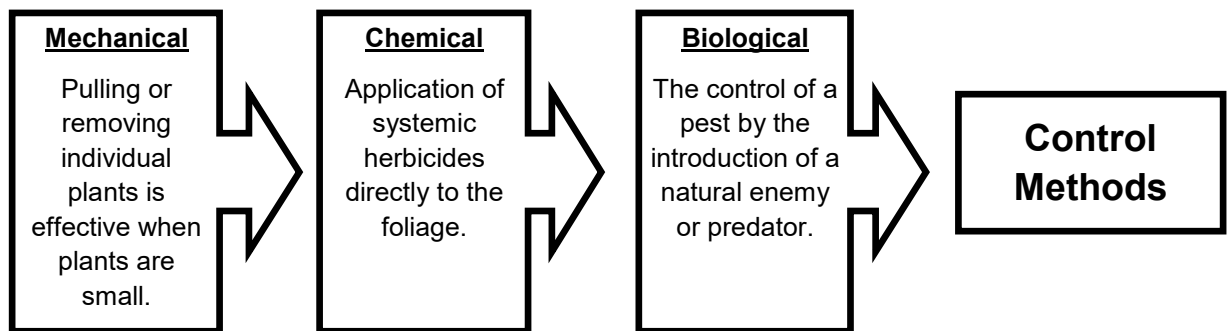 Mechanical
Pulling or
removing
individual
plants is
effective when
plants are
small.
Chemical
Application of
systemic
herbicides
directly to the
foliage.
Biological
The control of a
pest by the
introduction of a
natural enemy
or predator.
Control
Methods